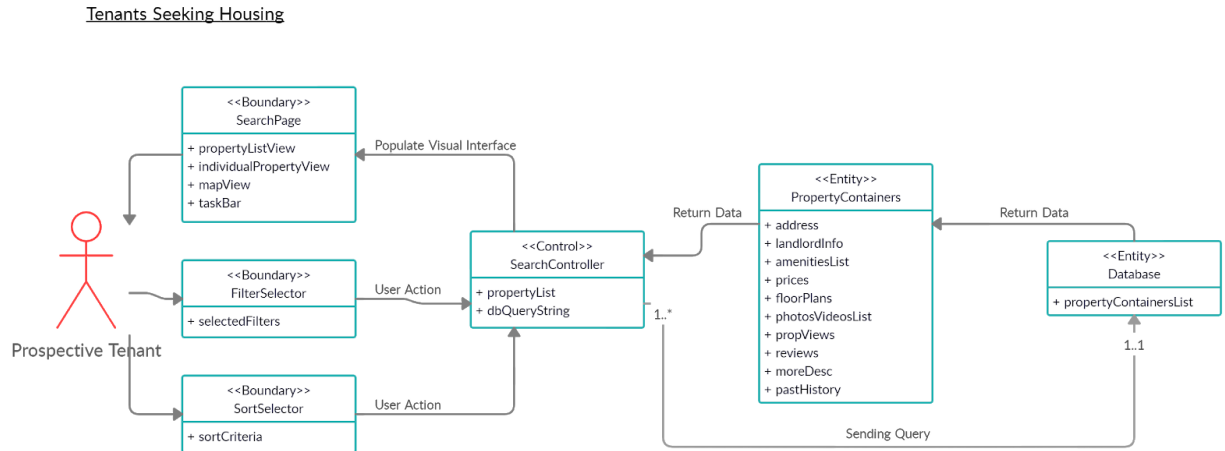 Tenants Seeking Housing
<<Boundary>>
SearchPage
+ propertyListView
+ individualPropertyView
+ mapView
+ taskBar
Populate Visual Interface
<<Entity>>
PropertyContainers
+ address
+ landlordInfo
+ amenitiesList
+ prices
+ floorPlans
+ photosVideosList
+ propViews
+ reviews
+ moreDesc
+ pastHistory
Return Data
Return Data
<<Control>>
SearchController
+ propertyList
+ dbQueryString
<<Entity>>
Database
+ propertyContainersList
<<Boundary>>
FilterSelector
+ selectedFilters
User Action
1..*
1..1
Prospective Tenant
<<Boundary>>
SortSelector
+ sortCriteria
User Action
Sending Query